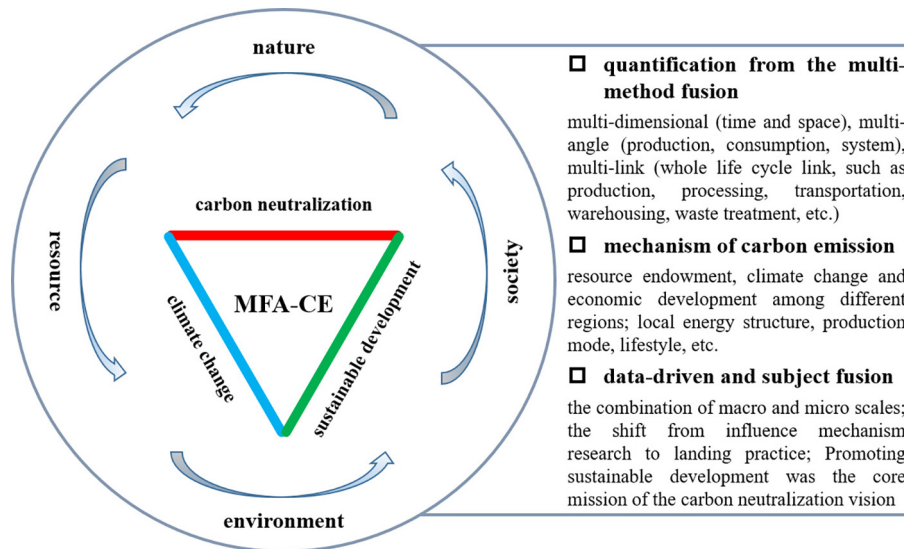 nature
resource
society
environment
carbon neutralization
climate change
sustainable development
MFA-CE
quantification from the multi-
method fusion
multi-dimensional (time and space), multi-
angle (production, consumption, system),
multi-link (whole life cycle link, such as
production, processing, transportation,
warehousing, waste treatment, etc.)
mechanism of carbon emission
resource endowment, climate change and
economic development among different
regions; local energy structure, production
mode, lifestyle, etc.
data-driven and subject fusion
the combination of macro and micro scales;
the shift from influence mechanism
research to landing practice; Promoting
sustainable development was the core
mission of the carbon neutralization vision